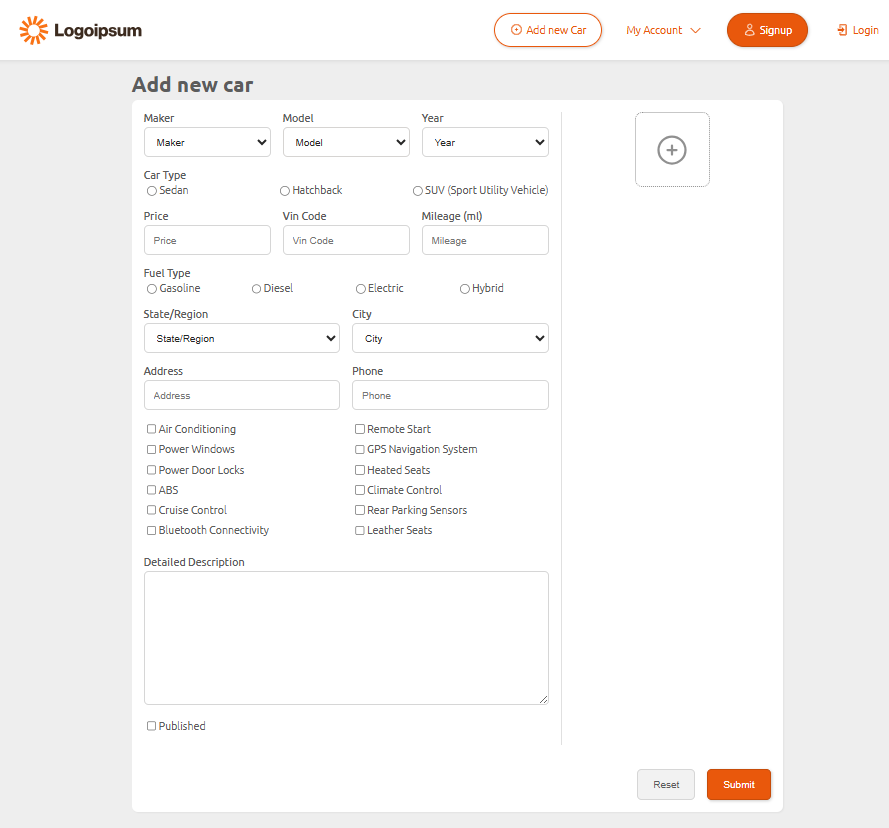 Logoipsum Add new Car My Account Signup Login
Add new car
Maker Model Year
Maker Model Year
Car Type
Sedan Hatchback SUV (Sport Utility Vehicle)
Price Vin Code Mileage (ml)
Price Vin Code Mileage
Fuel Type
Gasoline Diesel Electric Hybrid
State/Region City
State/Region City
Address Phone
Address Phone
Air Conditioning Remote Start
Power Windows GPS Navigation System
Power Door Locks Heated Seats
ABS Climate Control
Cruise Control Rear Parking Sensors
Bluetooth Connectivity Leather Seats
Detailed Description
Published
Reset Submit